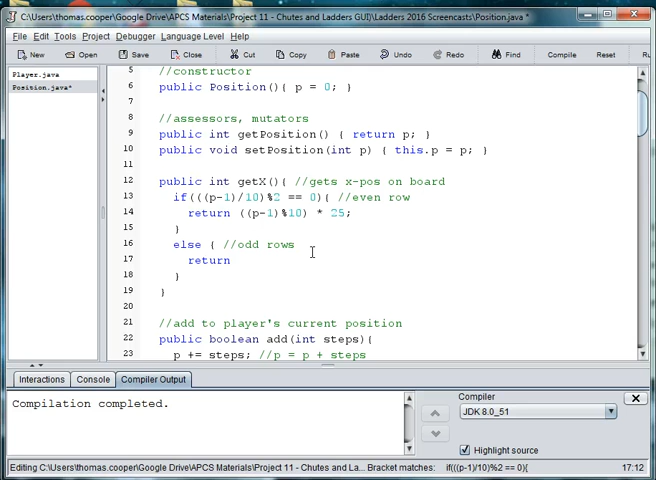 C:\Users\thomas.cooper\Google Drive\APCS Materials\Project 11 - Chutes and Ladders GUI\Ladders 2016 Screencasts\Position.java *
File Edit Tools Project Debugger Language Level Help
New Open Save Close Cut Copy Paste Undo Redo Find Compile Reset
Player.java
Position.java*
5 //constructor
6 public Position(){ p = 0; }
7
8 //assessors, mutators
9 public int getPosition() { return p; }
10 public void setPosition(int p) { this.p = p; }
11
12 public int getX(){ //gets x-pos on board
13 if(((p-1)/10)%2 == 0){ //even row
14 return ((p-1)%10) * 25;
15 }
16 else { //odd rows
17 return
18 }
19 }
20
21 //add to player's current position
22 public boolean add(int steps){
23 p += steps; //p = p + steps
Interactions Console Compiler Output
Compilation completed.
Compiler
JDK 8.0_51
Highlight source
Editing C:\Users\thomas.cooper\Google Drive\APCS Materials\Project 11 - Chutes and La... Bracket matches: if(((p-1)/10)%2 == 0){ 17:12